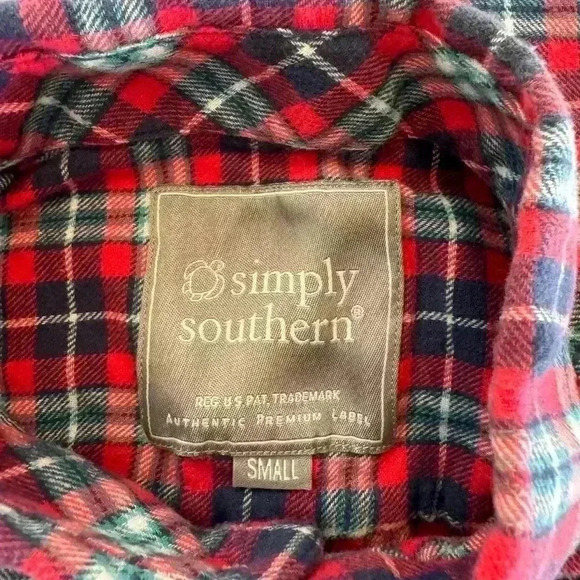 simply
southern®
REG U.S PAT. TRADEMARK
AUTHENTIC PREMIUM LABEL
SMALL